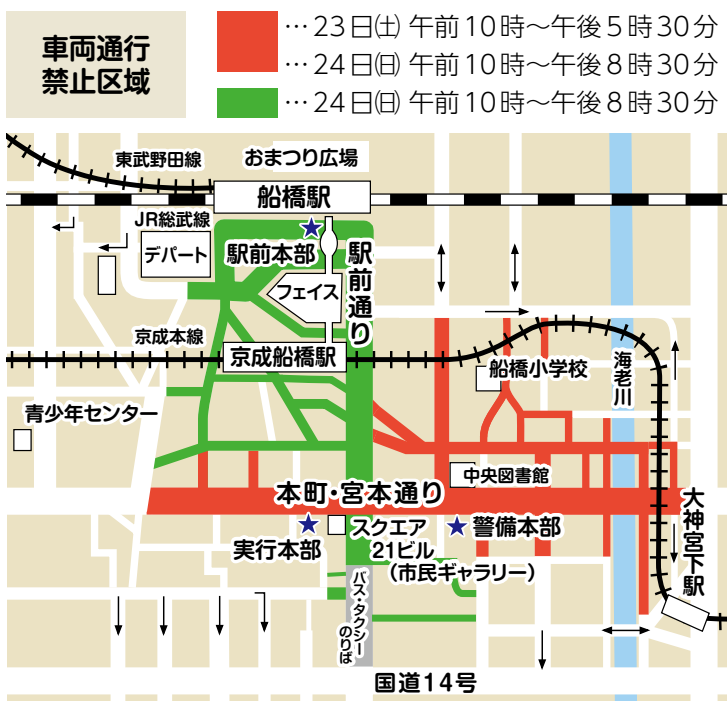 車両通行
禁止区域
…23日㈯ 午前10時～午後5時30分
…24日㈰ 午前10時～午後8時30分
…24日㈰ 午前10時～午後8時30分
東武野田線
おまつり広場
船橋駅
JR総武線
デパート
駅前本部
駅前通り
フェイス
京成本線
京成船橋駅
船橋小学校
海老川
青少年センター
中央図書館
本町・宮本通り
大神宮下駅
実行本部
スクエア
21ビル
（市民ギャラリー）
警備本部
バス・タクシー
のりば
国道14号